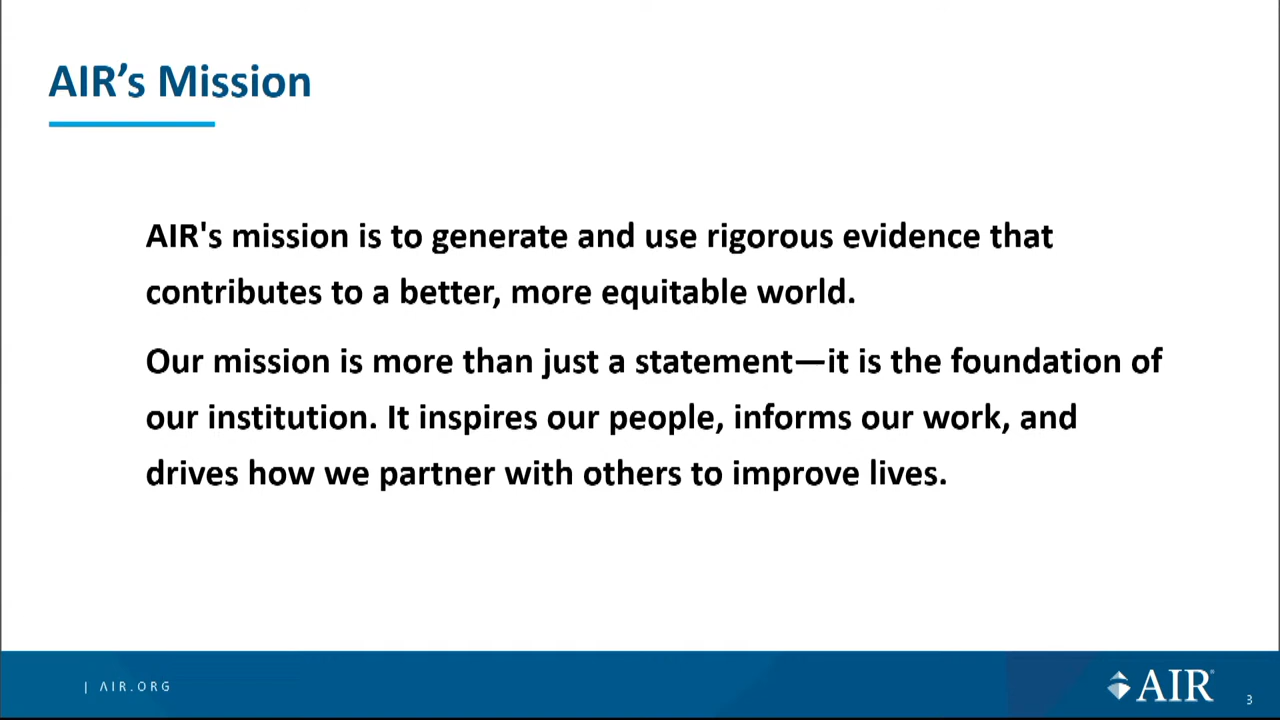 AIR’s Mission
AIR's mission is to generate and use rigorous evidence that
contributes to a better, more equitable world.
Our mission is more than just a statement—it is the foundation of
our institution. It inspires our people, informs our work, and
drives how we partner with others to improve lives.
| AIR.ORG
AIR®
3